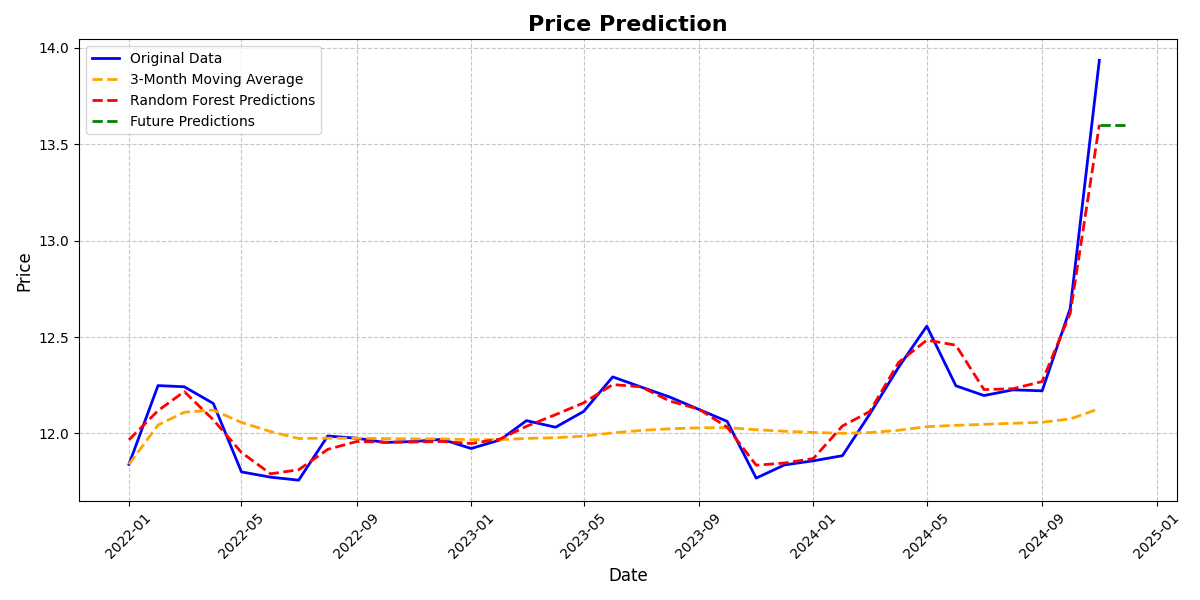 Price Prediction
Original Data
3-Month Moving Average
Random Forest Predictions
Future Predictions
14.0
13.5
13.0
12.5
12.0
Price
2022-01
2022-05
2022-09
2023-01
2023-05
2023-09
2024-01
2024-05
2024-09
2025-01
Date